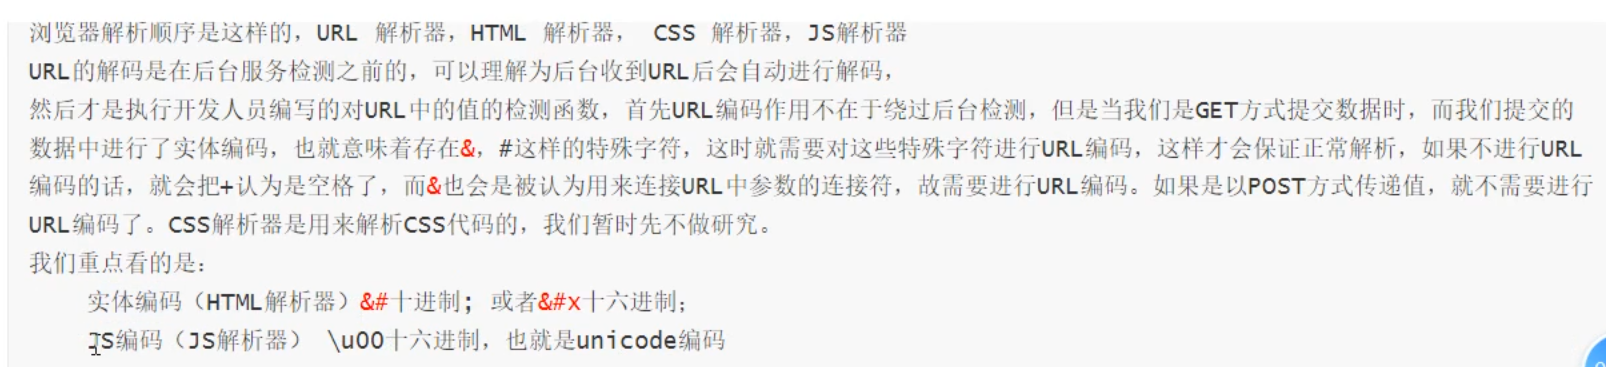 浏览器解析顺序是这样的，URL 解析器，HTML 解析器， CSS 解析器，JS解析器
URL的解码是在后台服务检测之前的，可以理解为后台收到URL后会自动进行解码，
然后才是执行开发人员编写的对URL中的值的检测函数，首先URL编码作用不在于绕过后台检测，但是当我们是GET方式提交数据时，而我们提交的
数据中进行了实体编码，也就意味着存在&，#这样的特殊字符，这时就需要对这些特殊字符进行URL编码，这样才会保证正常解析，如果不进行URL
编码的话，就会把+认为是空格了，而&也会是被认为用来连接URL中参数的连接符，故需要进行URL编码。如果是以POST方式传递值，就不需要进行
URL编码了。CSS解析器是用来解析CSS代码的，我们暂时先不做研究。
我们重点看的是：
实体编码（HTML解析器）&#十进制; 或者&#x十六进制；
JS编码（JS解析器） \u00十六进制，也就是unicode编码